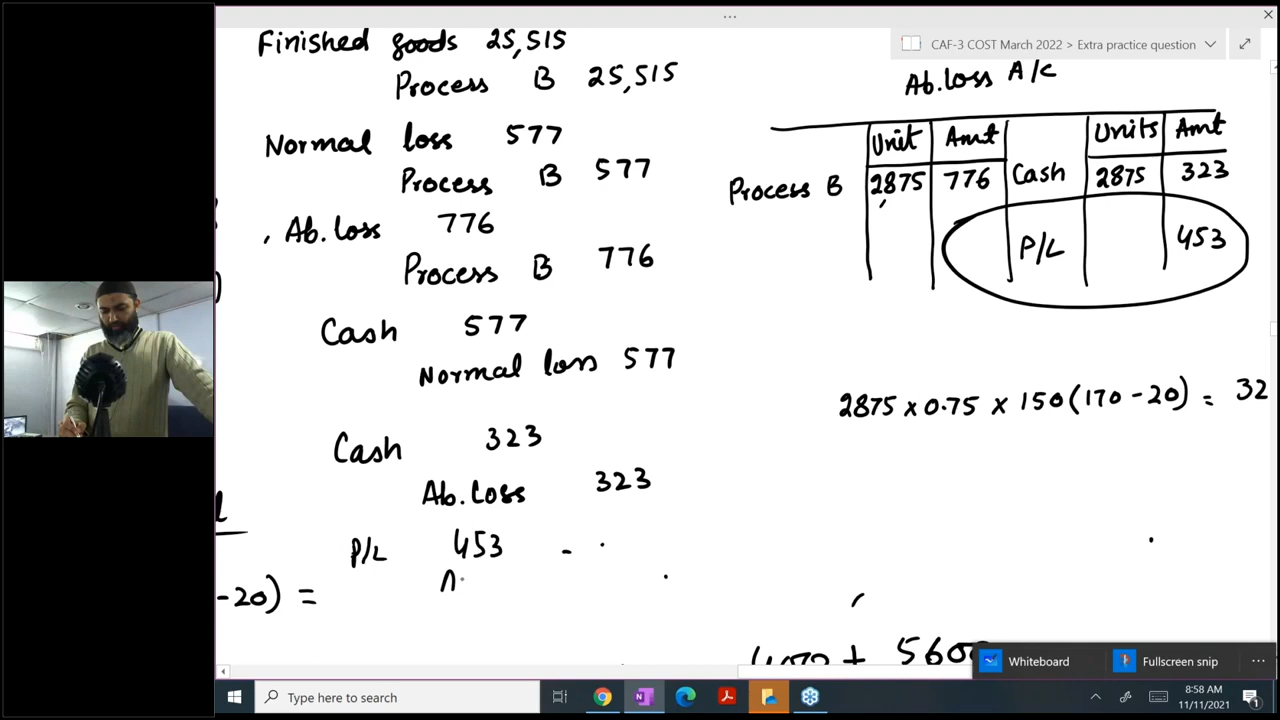 CAF-3 COST March 2022 > Extra practice question
Finished goods 25,515
Process B 25,515
Normal loss 577
Process B 577
, Ab. loss 776
Process B 776
Cash 577
Normal loss 577
Cash 323
Ab. Loss 323
P/L 453
-20) =
Ab. loss A/C
Unit Amt Units Amt
Process B 2875 776 Cash 2875 323
P/L 453
2875 x 0.75 x 150 (170 - 20) = 32
+ 5600
Whiteboard
Fullscreen snip
Type here to search
8:58 AM
11/11/2021
1